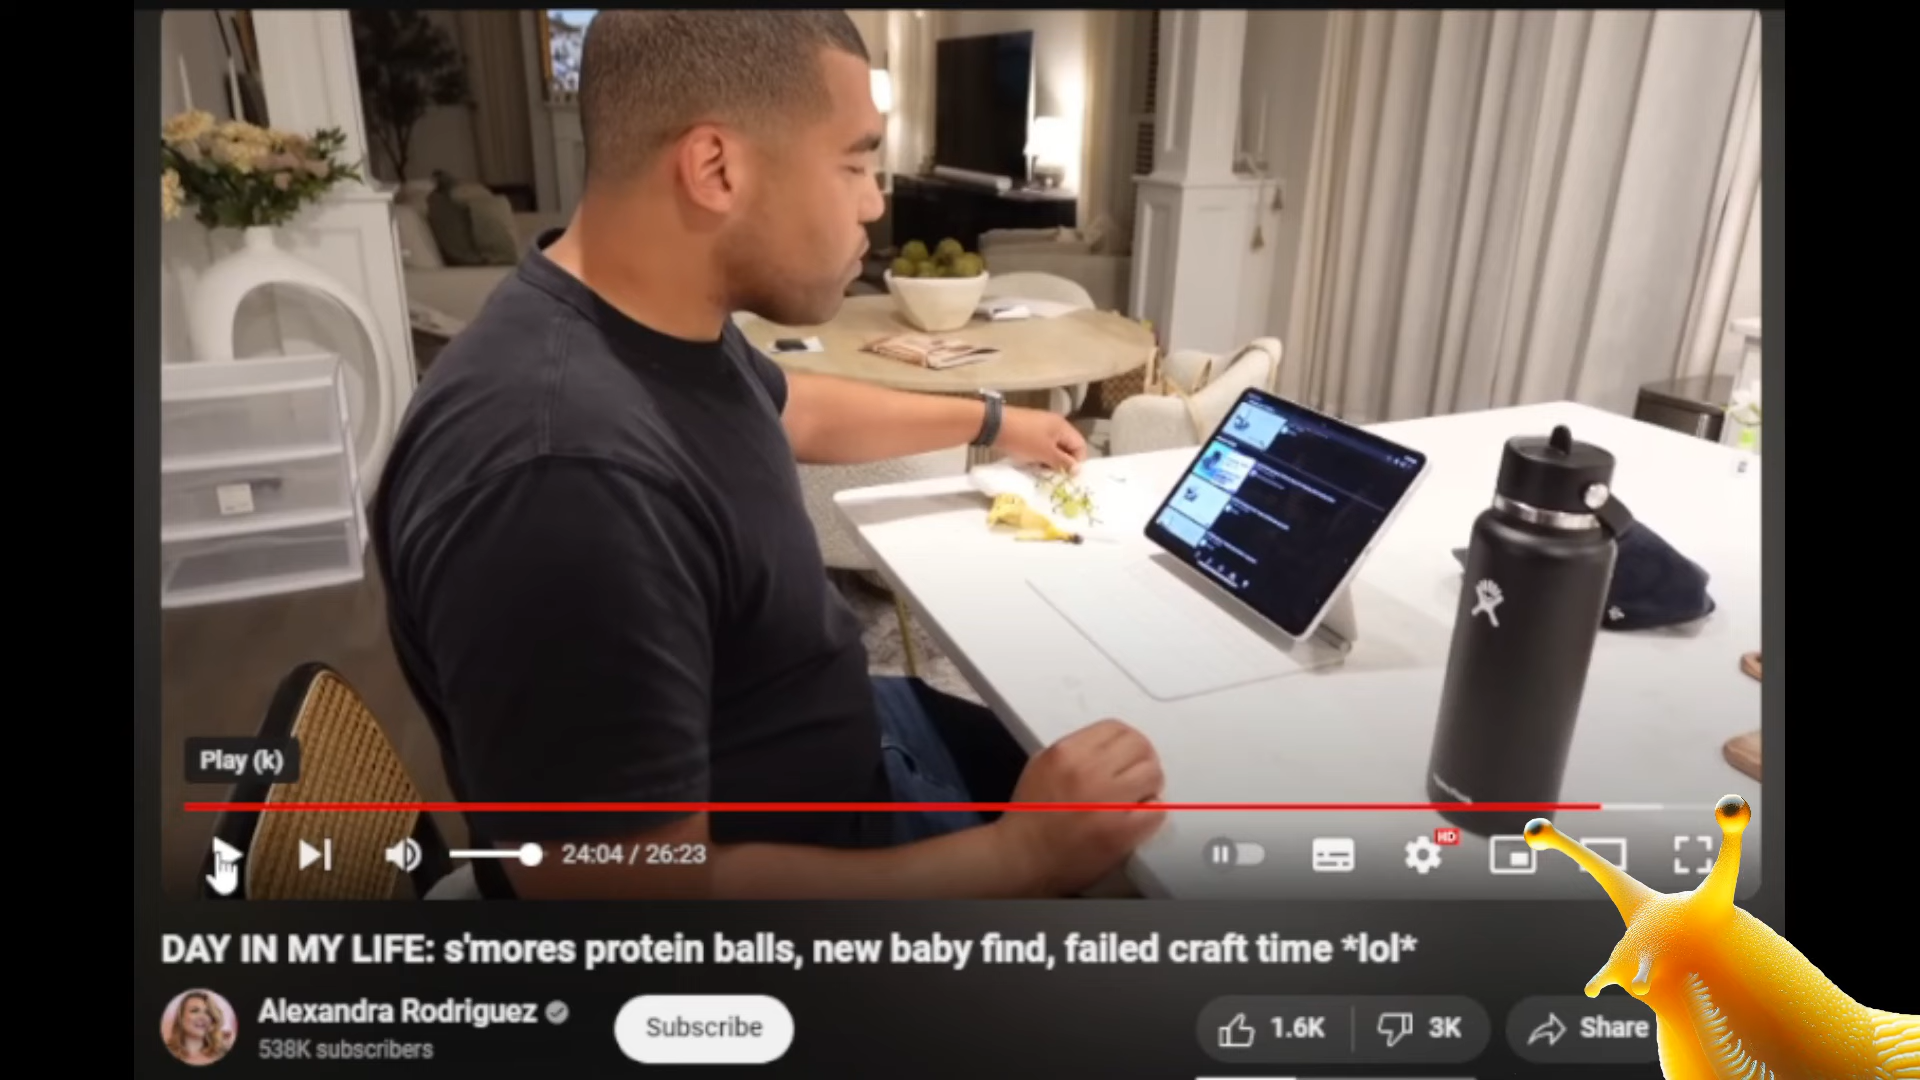 Play (k)
24:04 / 26:23
HD
DAY IN MY LIFE: s'mores protein balls, new baby find, failed craft time *lol*
Alexandra Rodriguez
538K subscribers
Subscribe
1.6K
3K
Share